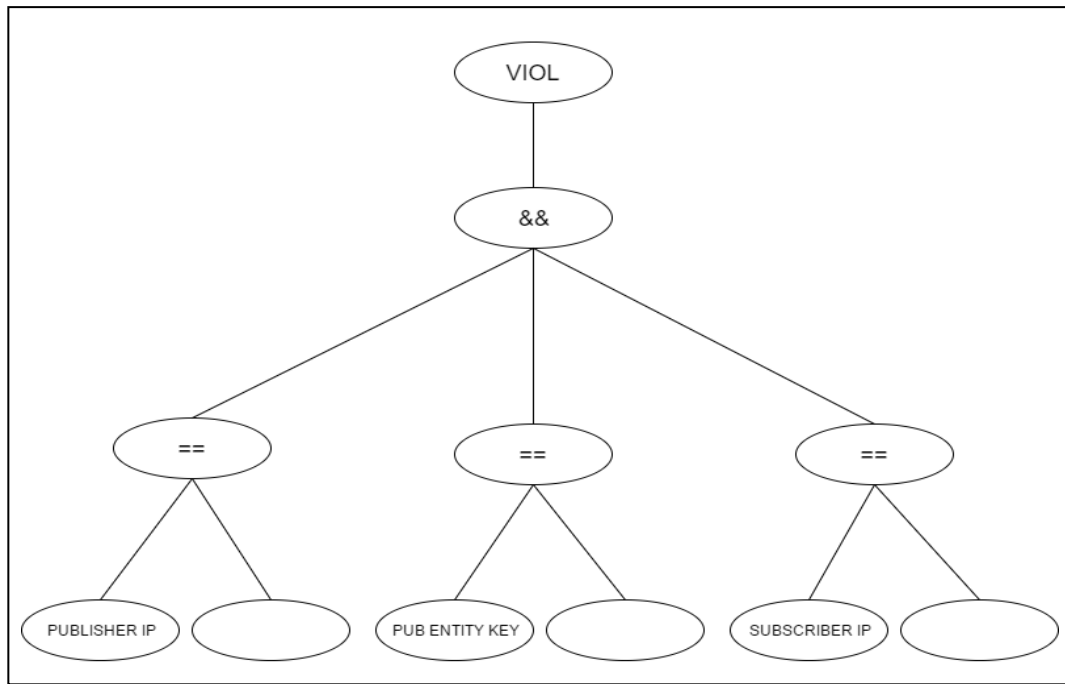 VIOL
&&
==
==
==
PUBLISHER IP
PUB ENTITY KEY
SUBSCRIBER IP